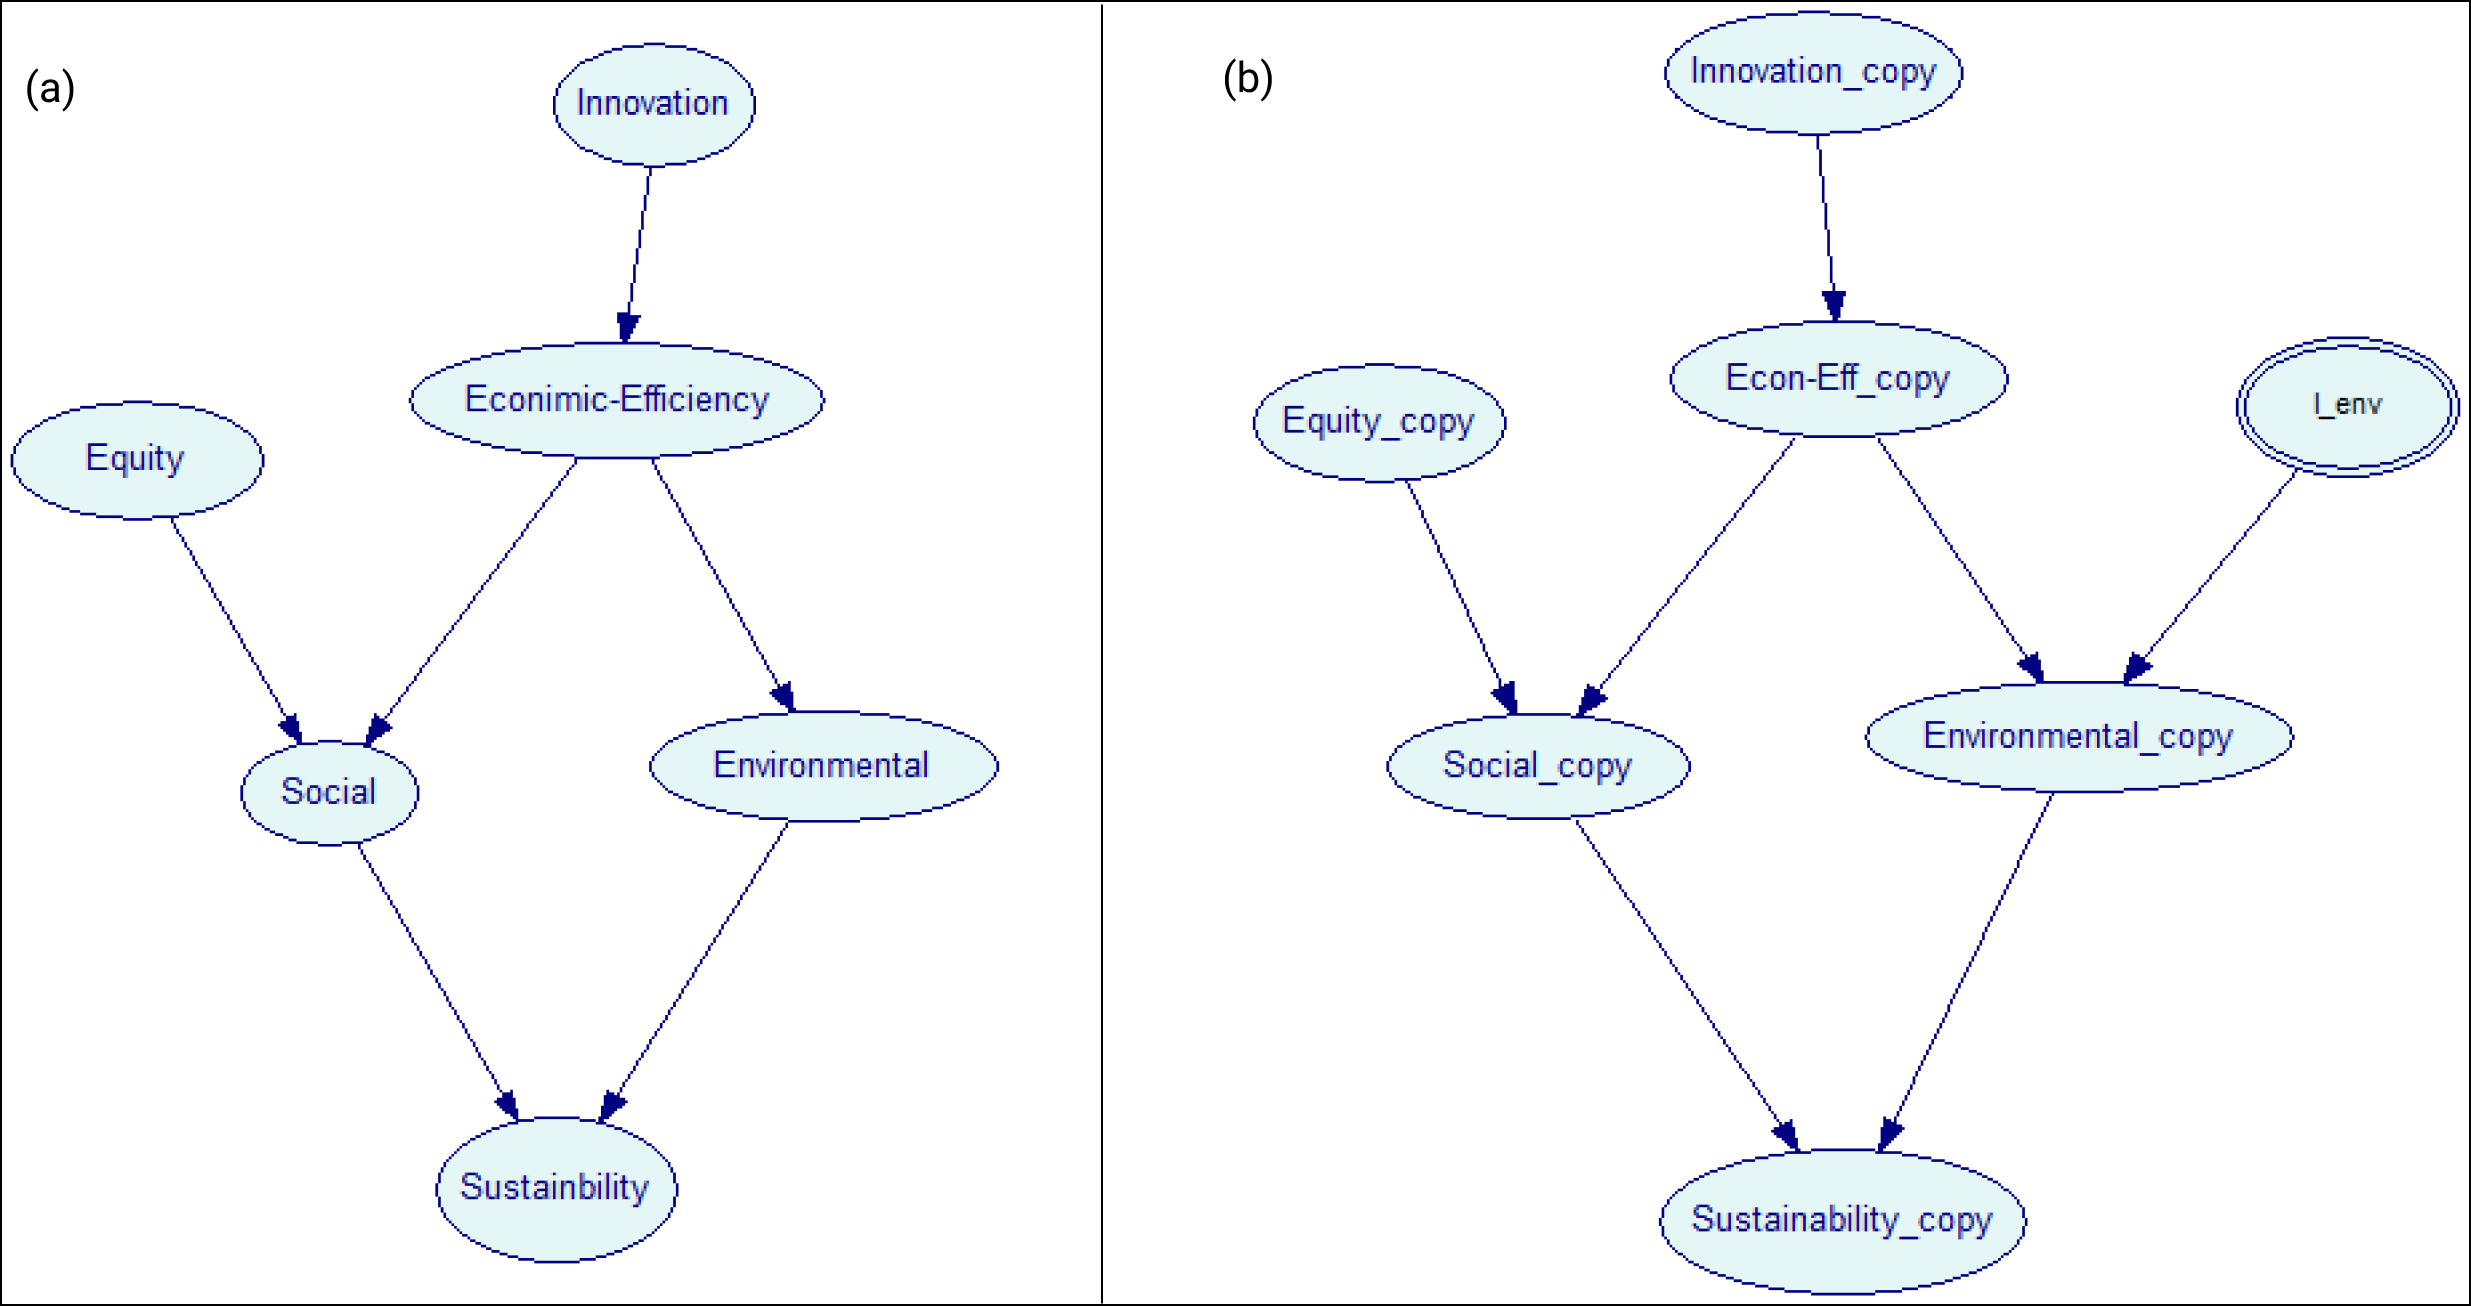 (a)
Innovation
Econimic-Efficiency
Equity
Social
Environmental
Sustainbility
(b)
Innovation_copy
Econ-Eff_copy
Equity_copy
I_env
Social_copy
Environmental_copy
Sustainability_copy